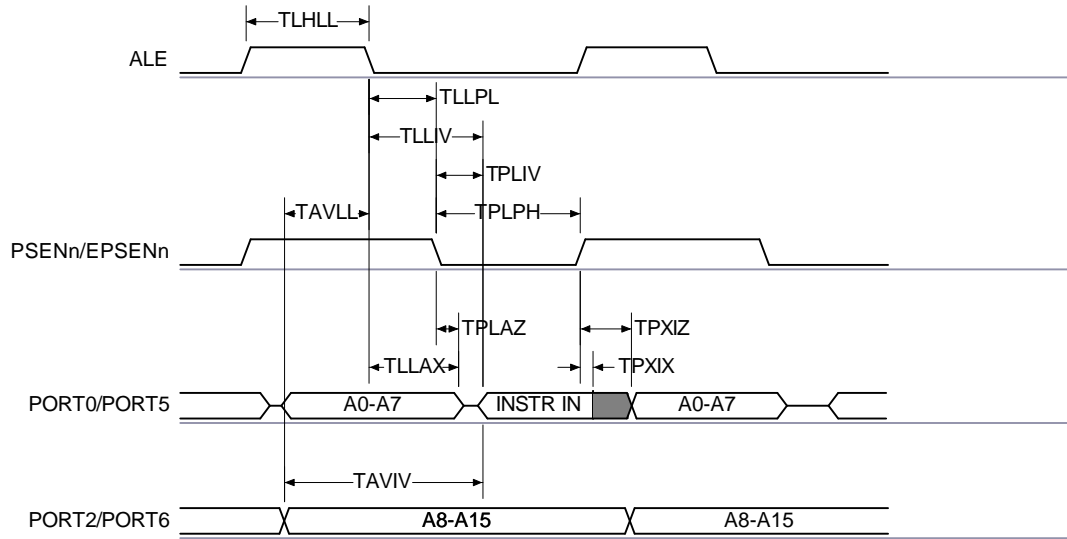 TLHLL
ALE
TLLPL
TLLIV
TPLIV
TAVLL
TPLPH
PSENn/EPSENn
TPLAZ
TPXIZ
TLLAX
TPXIX
PORT0/PORT5
A0-A7
INSTR IN
A0-A7
TAVIV
PORT2/PORT6
A8-A15
A8-A15